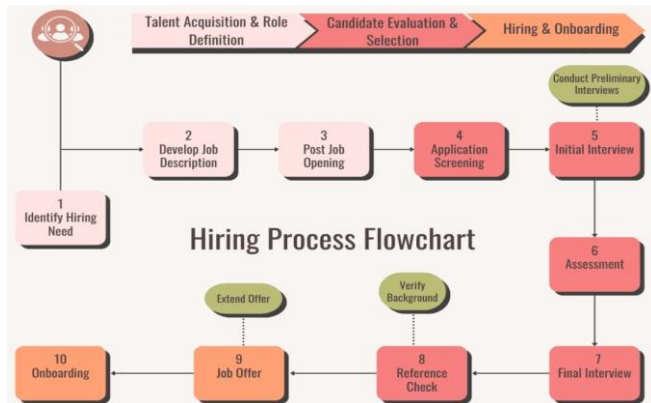 Talent Acquisition & Role
Definition
Candidate Evaluation &
Selection
Hiring & Onboarding
Conduct Preliminary
Interviews
2
Develop Job
Description
3
Post Job
Opening
4
Application
Screening
5
Initial Interview
1
Identify Hiring
Need
Hiring Process Flowchart
6
Assessment
Extend Offer
Verify
Background
10
Onboarding
9
Job Offer
8
Reference
Check
7
Final Interview